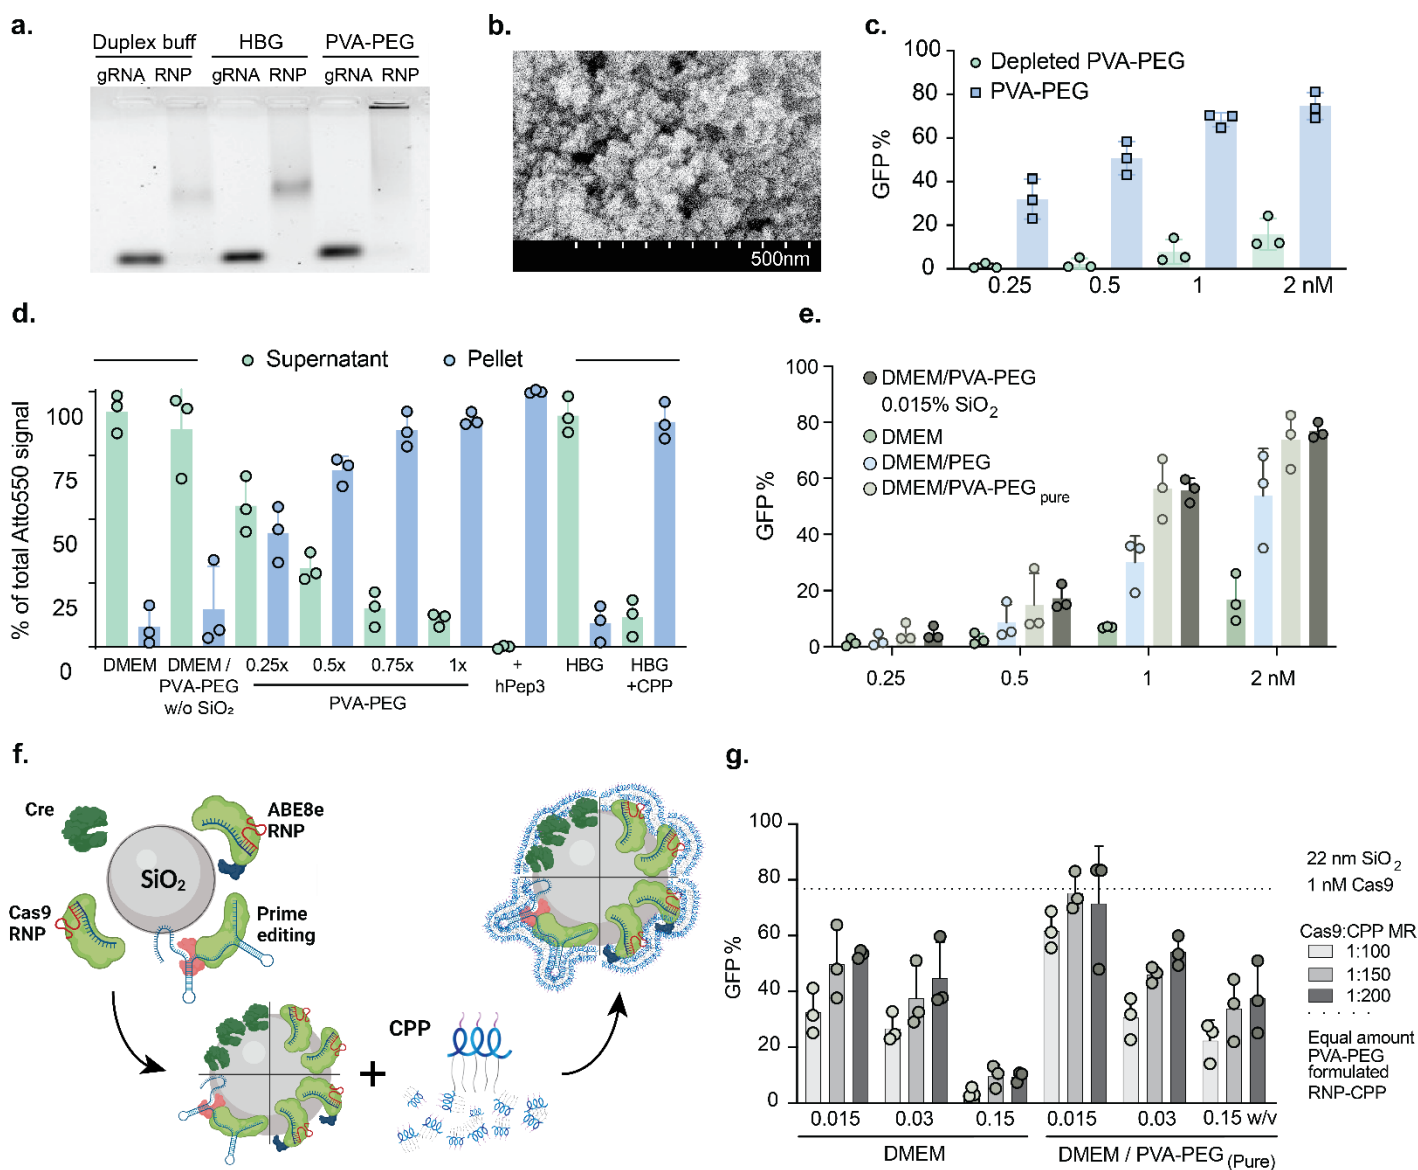 a.
Duplex buff HBG PVA-PEG
gRNA RNP gRNA RNP gRNA RNP
b.
500nm
c.
100
80
60
40
20
0
GFP %
Depleted PVA-PEG
PVA-PEG
0.25 0.5 1 2 nM
d.
Supernatant Pellet
% of total Atto550 signal
100
75
50
25
0
DMEM DMEM / 0.25x 0.5x 0.75x 1x + HBG HBG
PVA-PEG hPep3 +CPP
w/o SiO₂ PVA-PEG
e.
100
80
60
40
20
0
GFP %
DMEM/PVA-PEG
0.015% SiO₂
DMEM
DMEM/PEG
DMEM/PVA-PEG pure
0.25 0.5 1 2 nM
f.
Cre
ABE8e
RNP
SiO₂
Cas9
RNP
Prime
editing
+
CPP
g.
100
80
60
40
20
0
GFP %
22 nm SiO₂
1 nM Cas9
Cas9:CPP MR
1:100
1:150
1:200
Equal amount
PVA-PEG
formulated
RNP-CPP
0.015 0.03 0.15 0.015 0.03 0.15 w/v
DMEM DMEM / PVA-PEG (Pure)